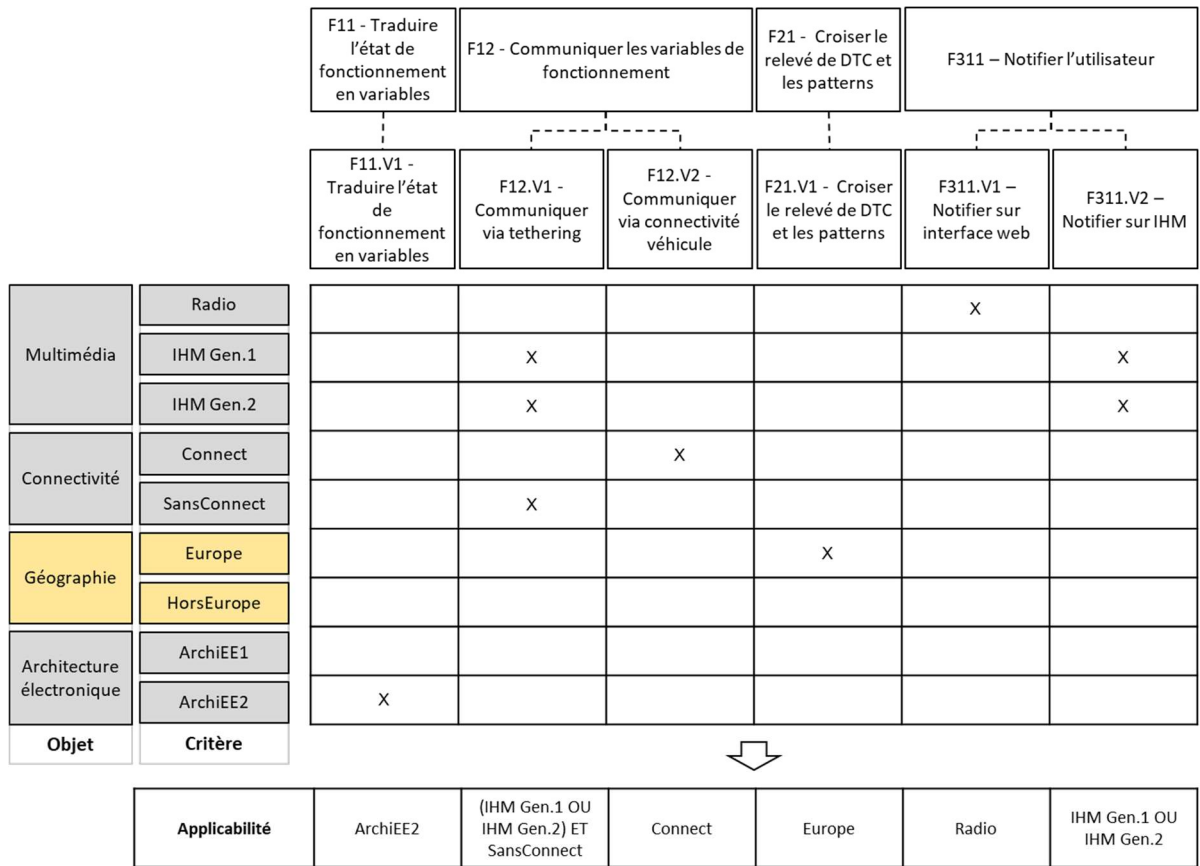 F11 - Traduire
l'état de
fonctionnement
en variables
F12 - Communiquer les variables de
fonctionnement
F21 - Croiser le
relevé de DTC et
les patterns
F311 – Notifier l'utilisateur
F11.V1 -
Traduire l'état
de
fonctionnement
en variables
F12.V1 -
Communiquer
via tethering
F12.V2 -
Communiquer
via connectivité
véhicule
F21.V1 - Croiser
le relevé de DTC
et les patterns
F311.V1 –
Notifier sur
interface web
F311.V2 –
Notifier sur IHM
Multimédia
Radio
X
IHM Gen.1
X
X
IHM Gen.2
X
X
Connectivité
Connect
X
SansConnect
X
Géographie
Europe
X
HorsEurope
Architecture
électronique
ArchiEE1
ArchiEE2
X
Objet
Critère
Applicabilité
ArchiEE2
(IHM Gen.1 OU
IHM Gen.2) ET
SansConnect
Connect
Europe
Radio
IHM Gen.1 OU
IHM Gen.2